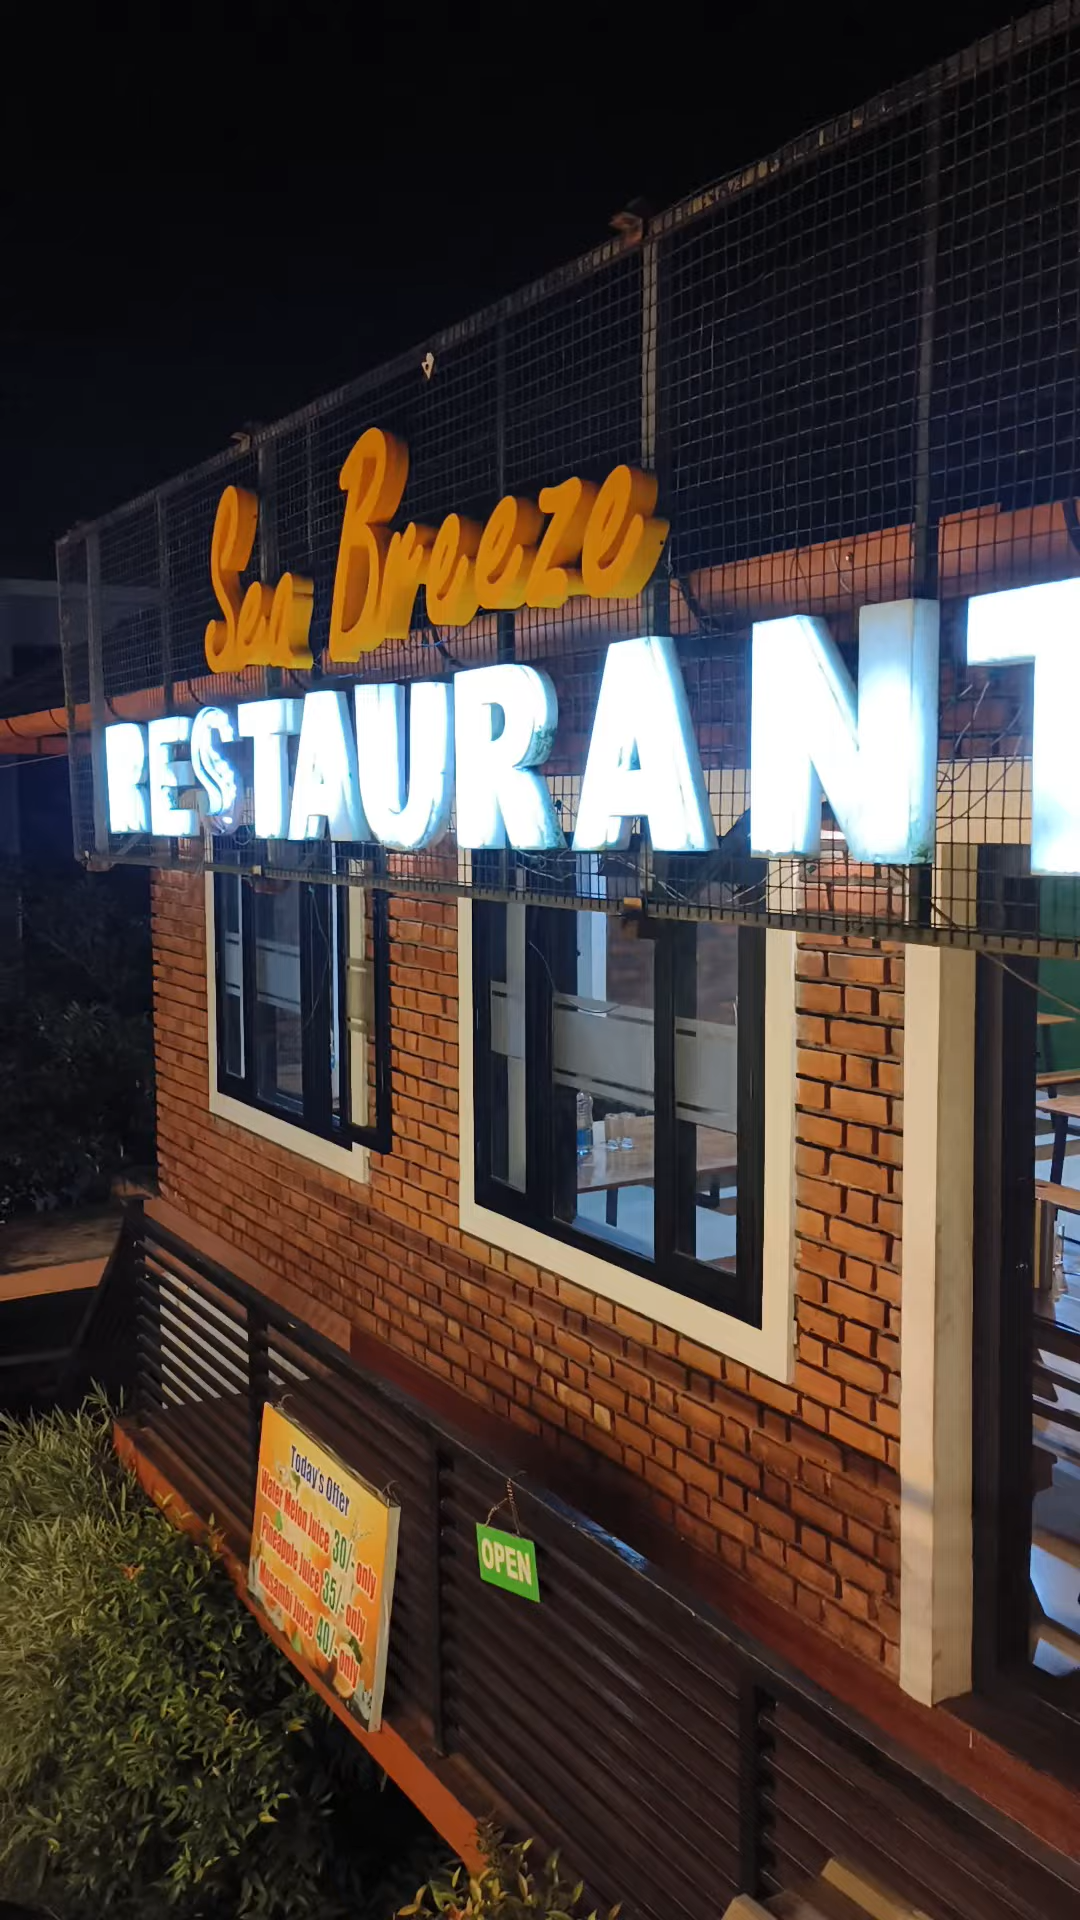 Sea Breeze
RESTAURANT
Today's Offer
Water Melon Juice 30/- only
Pineapple Juice 35/- only
Musambi Juice 40/- only
OPEN